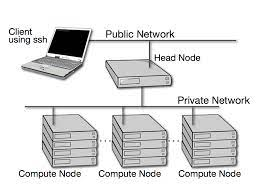 Client
using ssh
Public Network
Head Node
Private Network
Compute Node
Compute Node
Compute Node